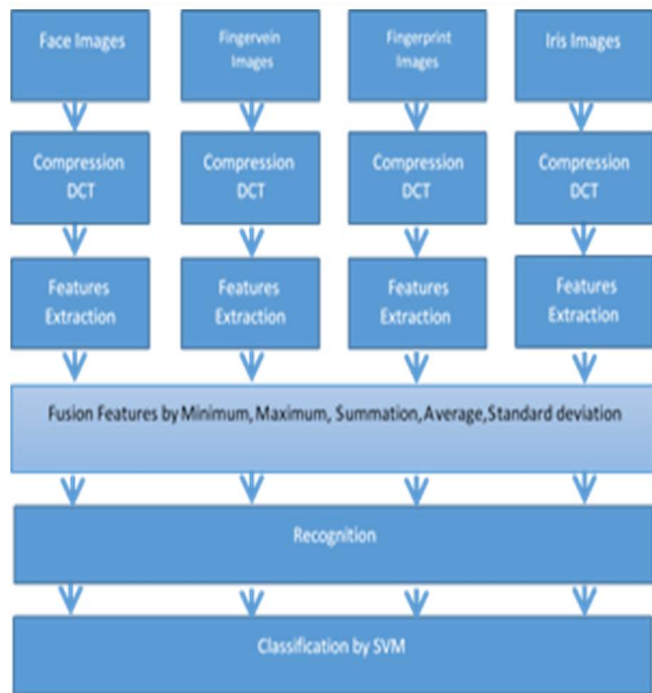 Face Images
Fingervein
Images
Fingerprint
Images
Iris Images
Compression
DCT
Compression
DCT
Compression
DCT
Compression
DCT
Features
Extraction
Features
Extraction
Features
Extraction
Features
Extraction
Fusion Features by Minimum, Maximum, Summation, Average,Standard deviation
Recognition
Classification by SVM